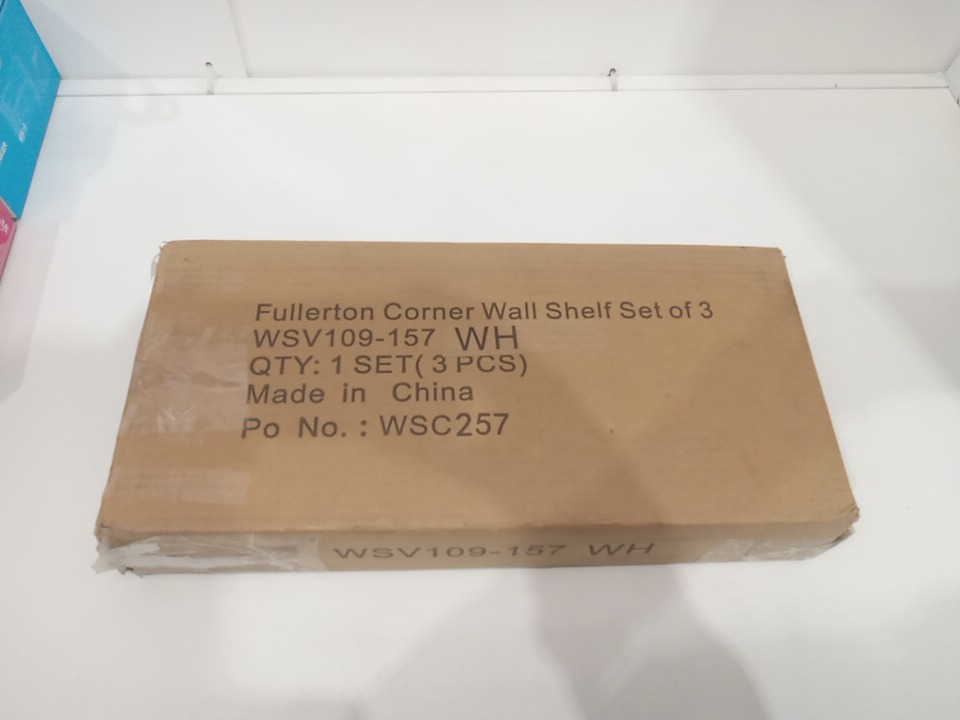 Fullerton Corner Wall Shelf Set of 3
WSV109-157 WH
QTY: 1 SET( 3 PCS)
Made in China
Po No. : WSC257
WSV109-157 WH